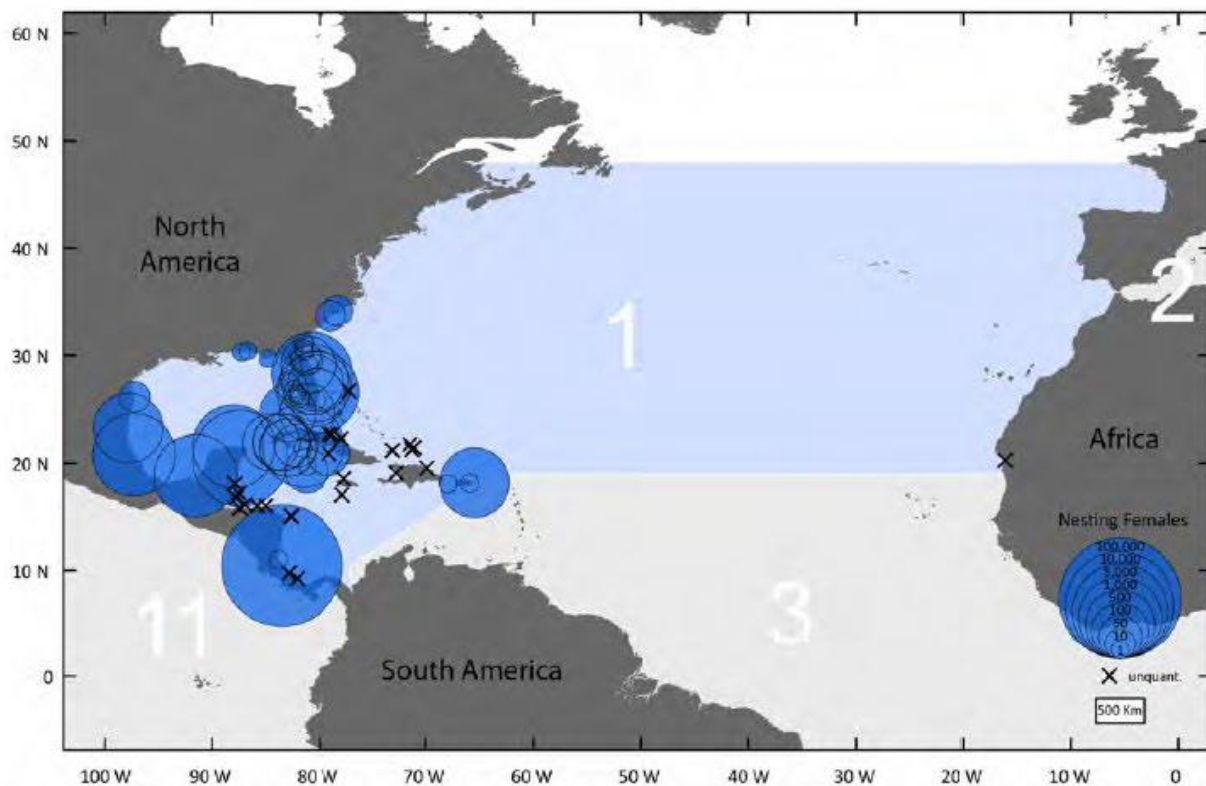 60 N
50 N
40 N
30 N
20 N
10 N
0
North
America
1
2
Africa
Nesting Females
100,000
10,000
5,000
1,000
500
100
50
10
1
unquant.
500 Km
11
3
South America
100 W
90 W
80 W
70 W
60 W
50 W
40 W
30 W
20 W
10 W
0